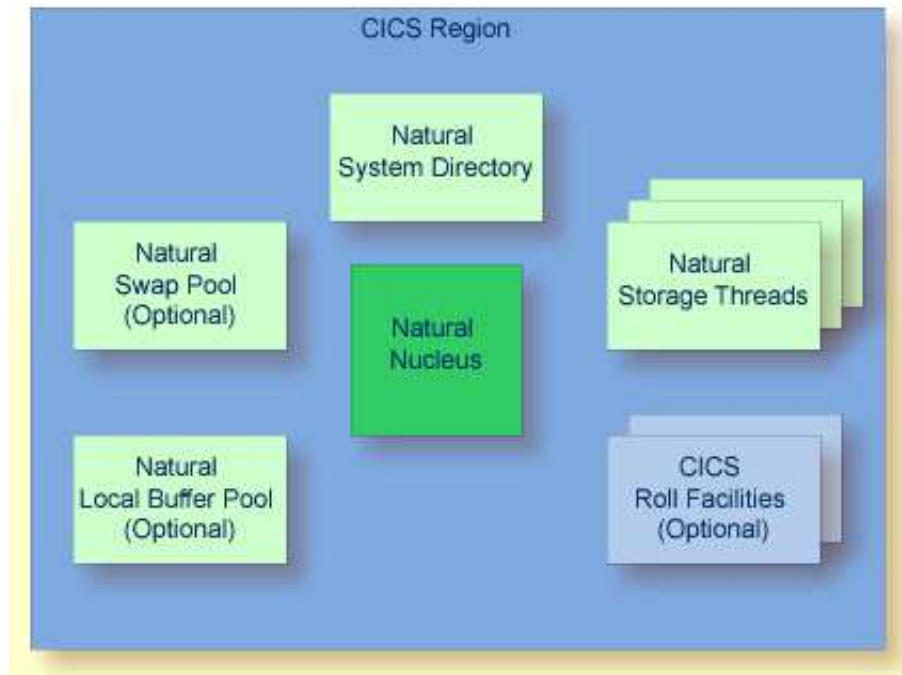 CICS Region
Natural
System Directory
Natural
Swap Pool
(Optional)
Natural
Nucleus
Natural
Storage Threads
Natural
Local Buffer Pool
(Optional)
CICS
Roll Facilities
(Optional)